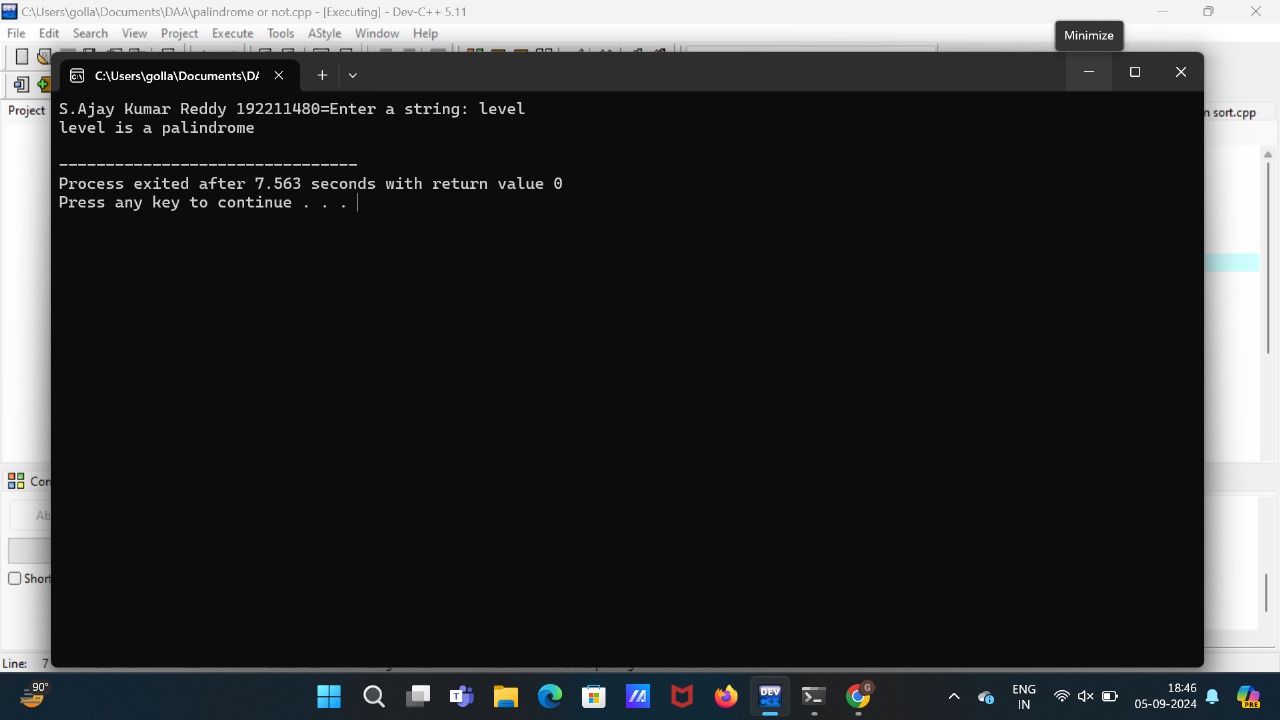 C:\Users\golla\Documents\DAA\palindrome or not.cpp - [Executing] - Dev-C++ 5.11
File Edit Search View Project Execute Tools AStyle Window Help
Minimize
C:\Users\golla\Documents\DA
Project
n sort.cpp
S.Ajay Kumar Reddy 192211480=Enter a string: level
level is a palindrome
--------------------------------
Process exited after 7.563 seconds with return value 0
Press any key to continue . . .
Con
Ab
Short
Line: 7
90°
DEV
C++
G
ENG
IN
18:46
05-09-2024
PRE